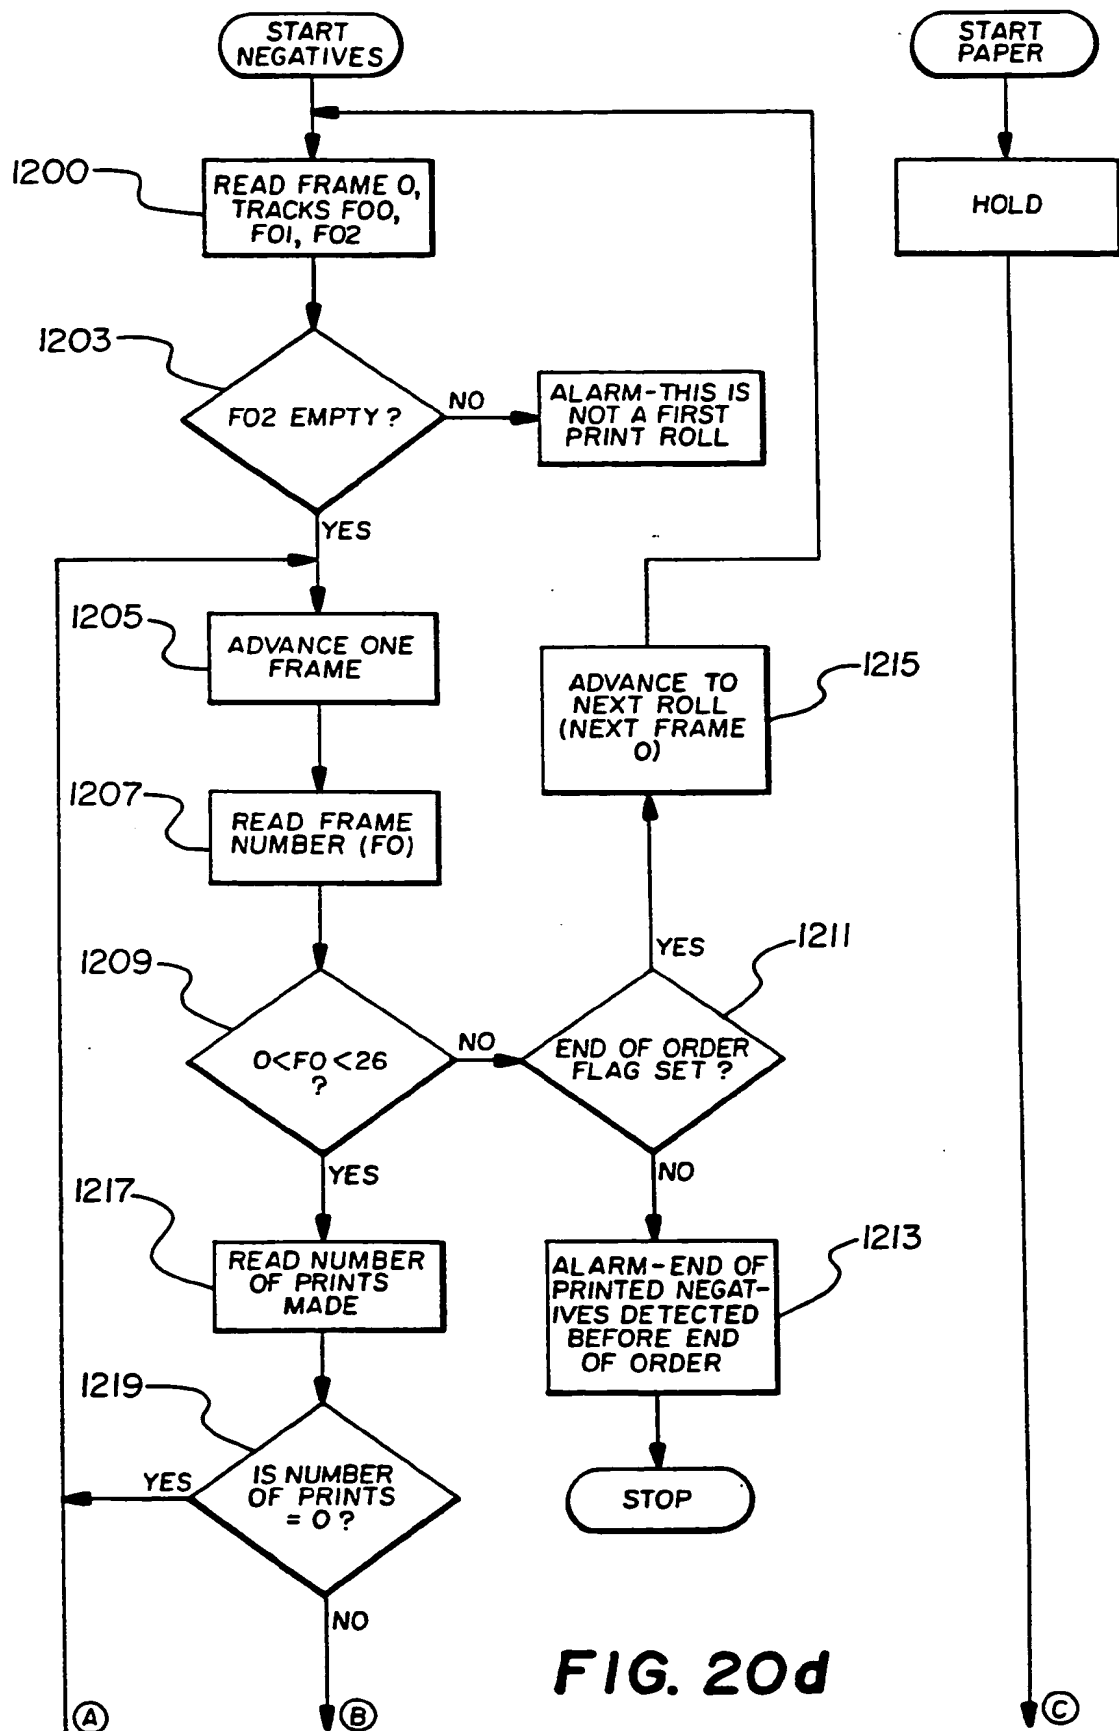 START
NEGATIVES
START
PAPER
1200
READ FRAME 0,
TRACKS F00,
F01, F02
HOLD
1203
F02 EMPTY ?
NO
ALARM-THIS IS
NOT A FIRST
PRINT ROLL
YES
1205
ADVANCE ONE
FRAME
ADVANCE TO
NEXT ROLL
(NEXT FRAME
0)
1215
1207
READ FRAME
NUMBER (F0)
1209
0<F0<26
?
NO
YES
1211
END OF ORDER
FLAG SET ?
YES
NO
1217
READ NUMBER
OF PRINTS
MADE
ALARM-END OF
PRINTED NEGAT-
IVES DETECTED
BEFORE END
OF ORDER
1213
1219
YES
IS NUMBER
OF PRINTS
= 0 ?
STOP
NO
FIG. 20d
A
B
C